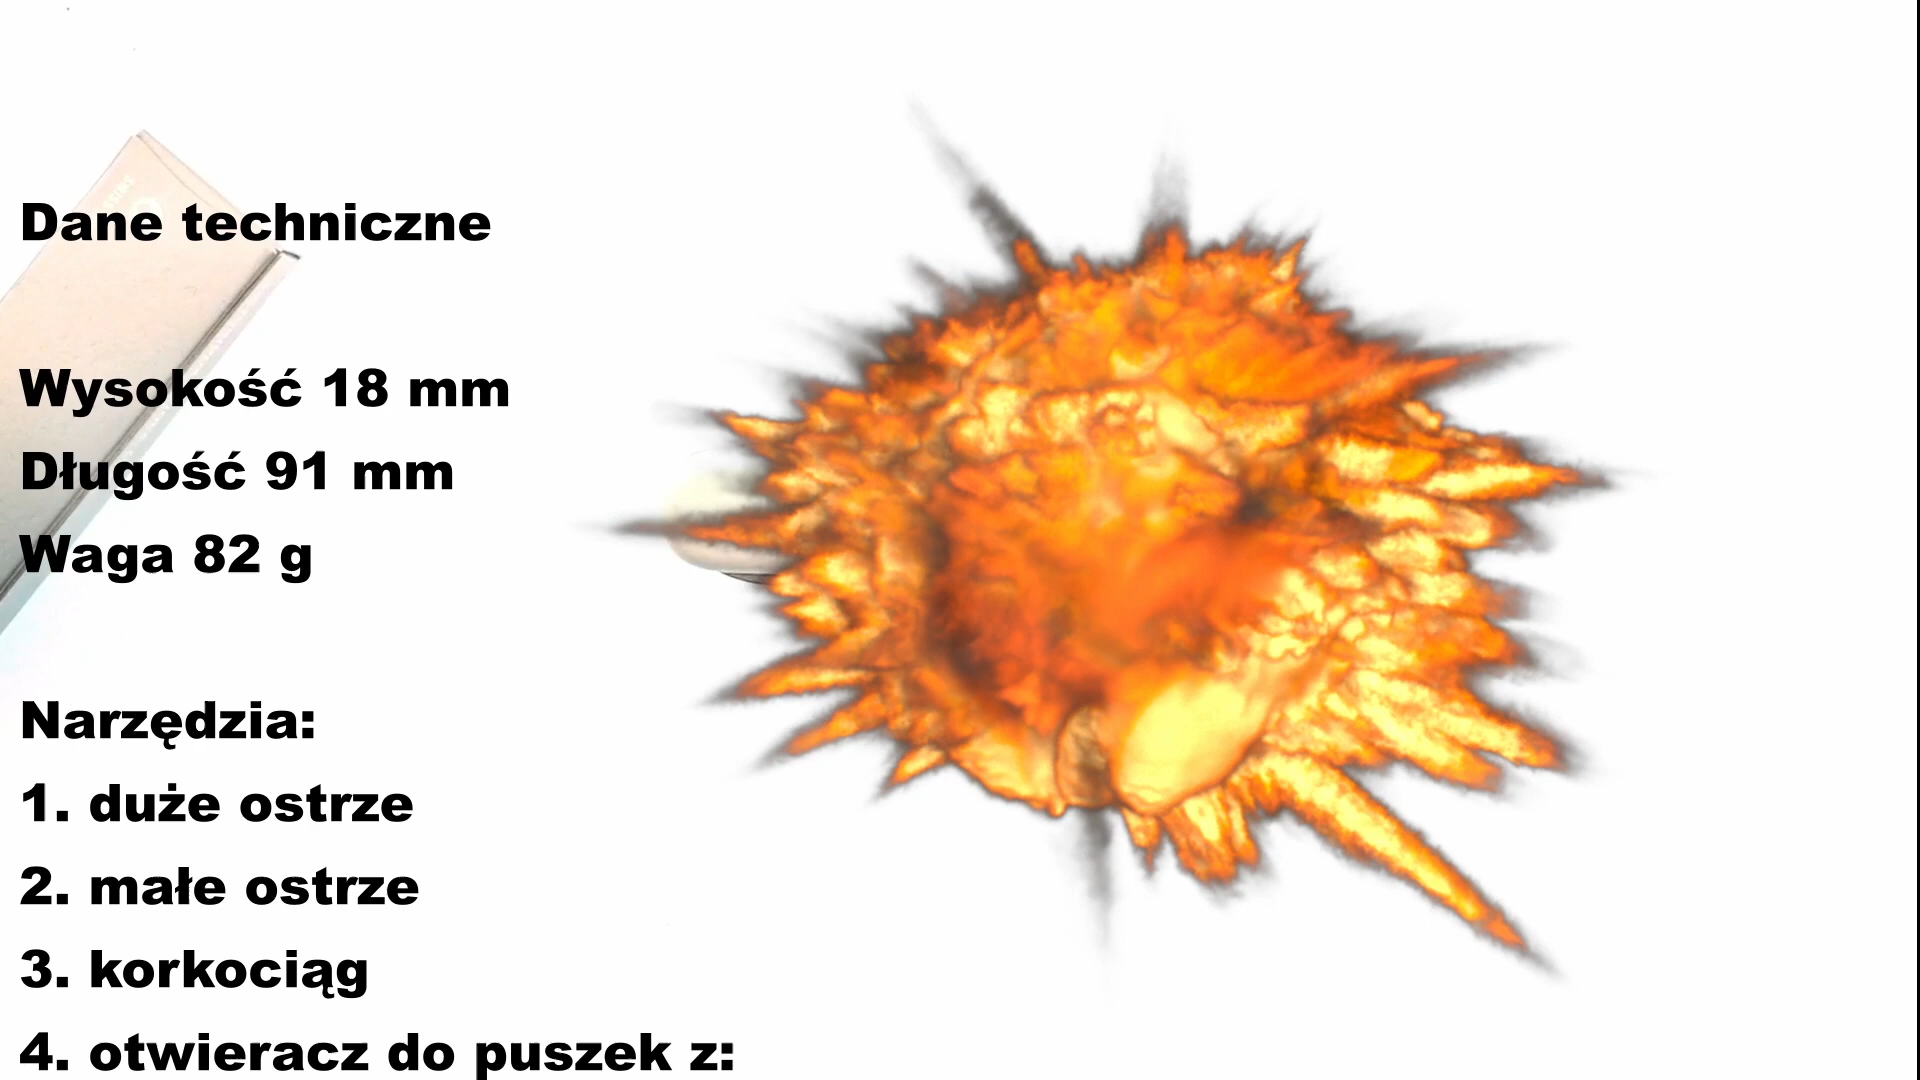 Dane techniczne
Wysokość 18 mm
Długość 91 mm
Waga 82 g
Narzędzia:
1. duże ostrze
2. małe ostrze
3. korkociąg
4. otwieracz do puszek z: